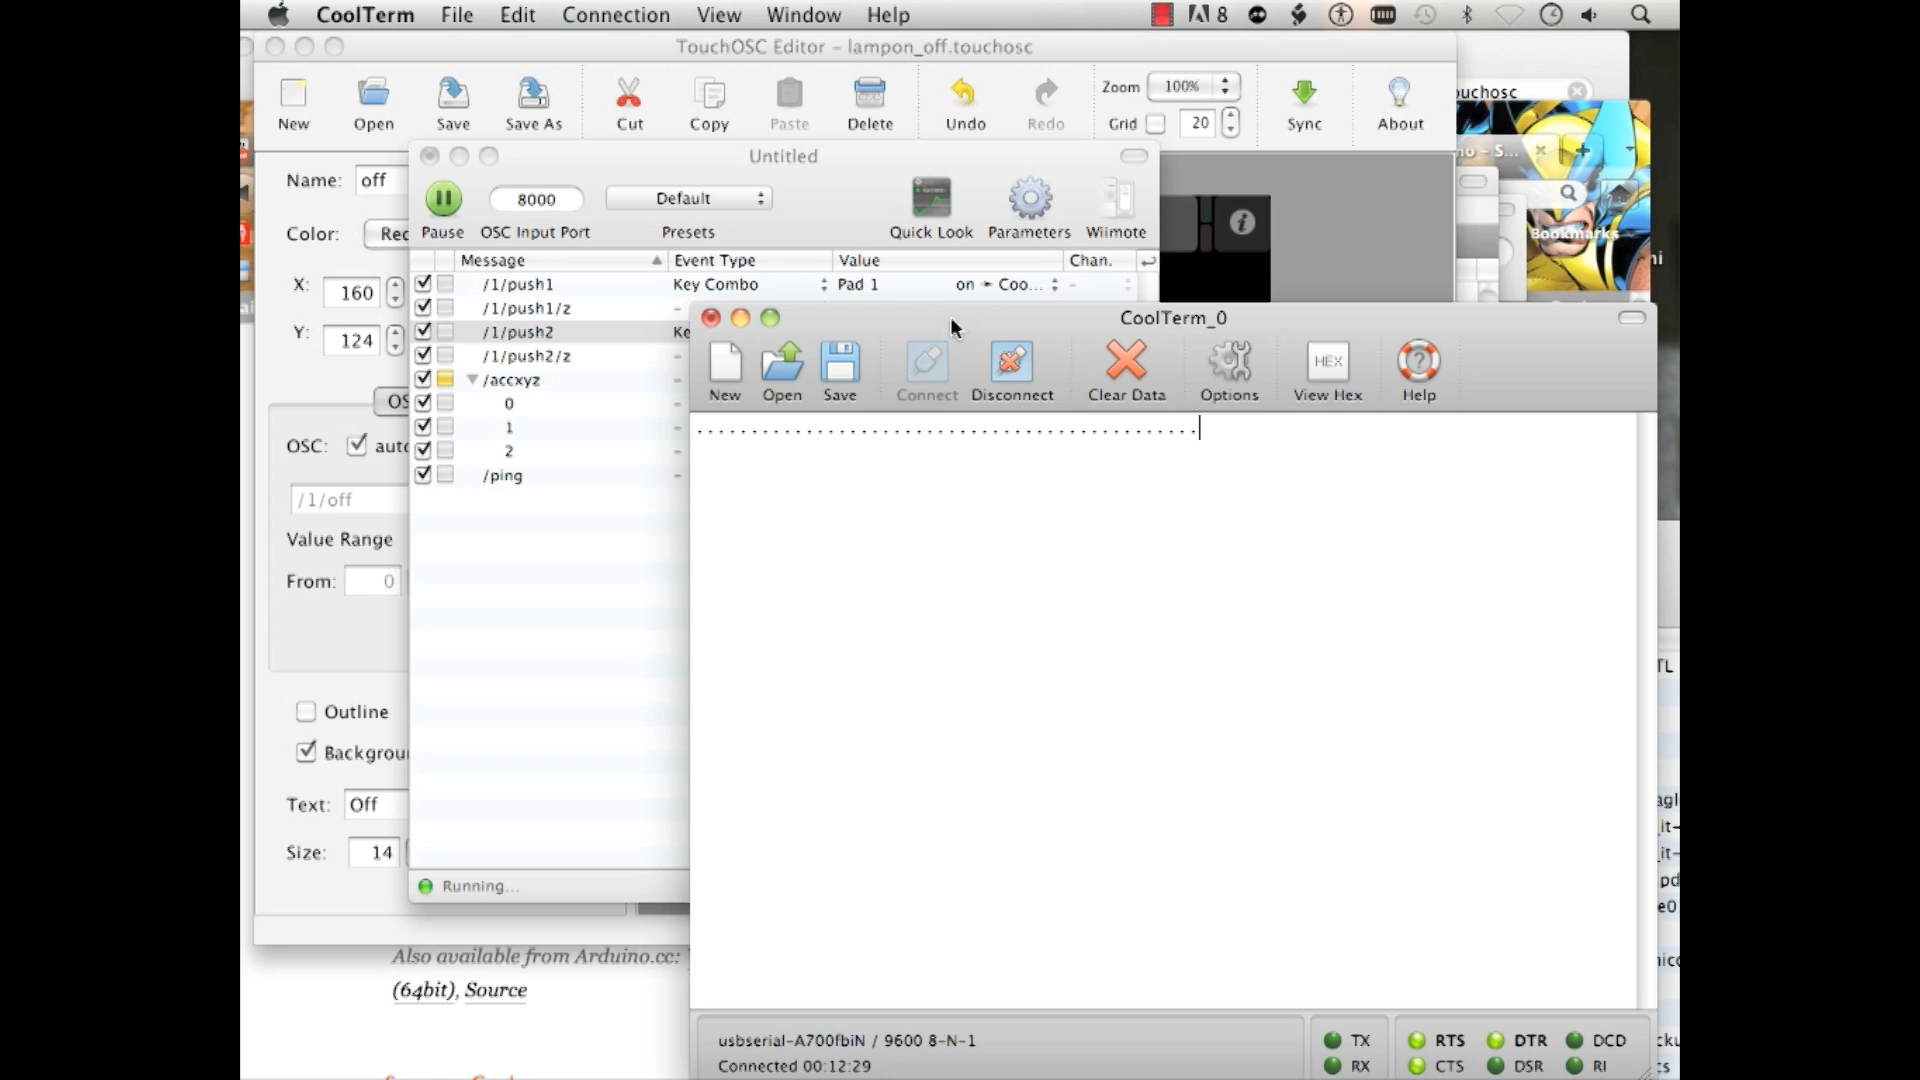 CoolTerm File Edit Connection View Window Help 8
TouchOSC Editor – lampon_off.touchosc
New Open Save Save As Cut Copy Paste Delete Undo Redo Zoom 100% Grid 20 Sync About
ouchosc
Name: off
Color:
X: 160
Y: 124
OSC:
/1/off
Value Range
From: 0
Outline
Text: Off
Size: 14
Untitled
8000 Default
Pause OSC Input Port Presets Quick Look Parameters Wiimote
Message Event Type Value Chan.
/1/push1 Key Combo Pad 1 on Coo... -
/1/push1/z -
/1/push2
/1/push2/z -
/accxyz -
0 -
1 -
2 -
/ping -
Running...
Bookmarks
CoolTerm_0
New Open Save Connect Disconnect Clear Data Options View Hex Help
HEX
usbserial-A700fbiN / 9600 8-N-1
Connected 00:12:29
TX RTS DTR DCD
RX CTS DSR RI
Also available from Arduino.cc:
(64bit), Source